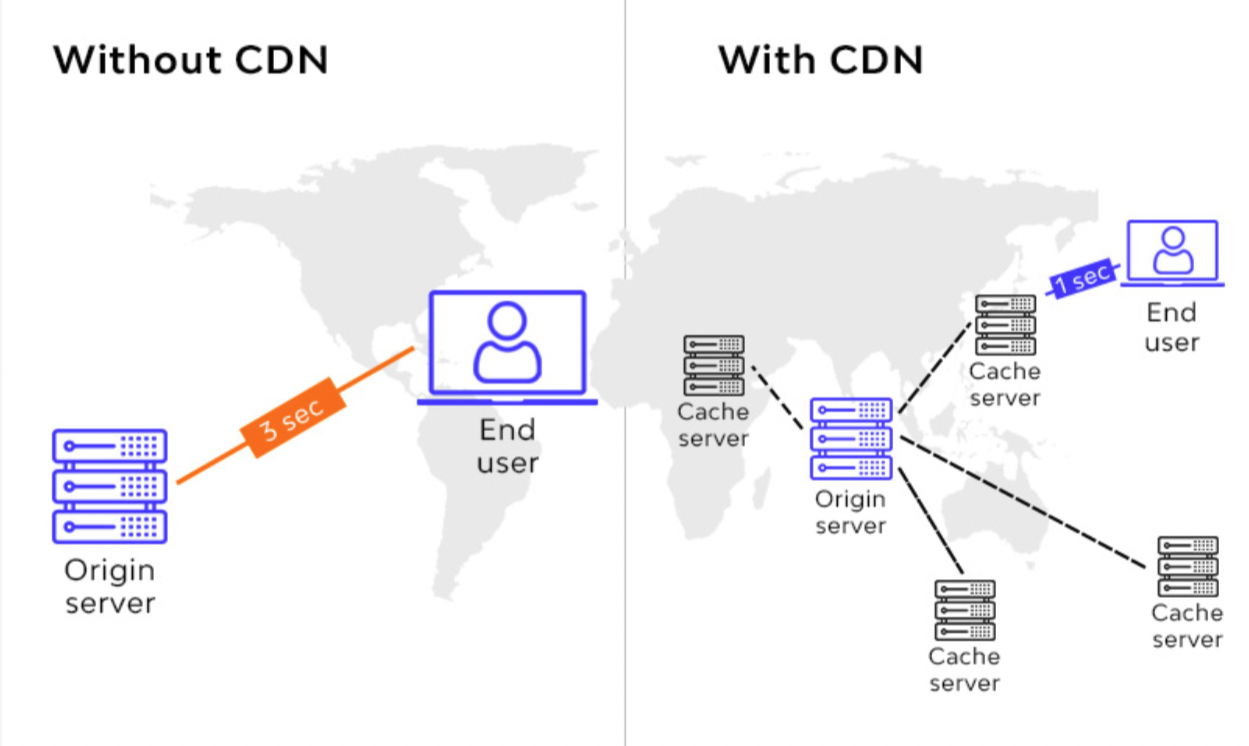 Without CDN
3 sec
End
user
Origin
server
With CDN
1 sec
End
user
Cache
server
Cache
server
Origin
server
Cache
server
Cache
server